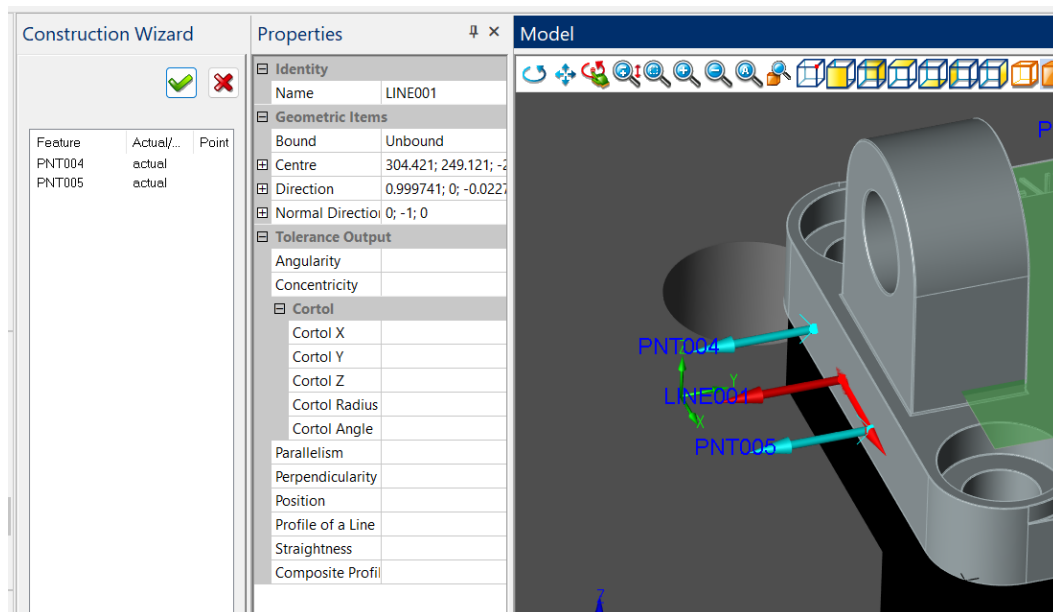 Construction Wizard
Feature Actual/... Point
PNT004 actual
PNT005 actual
Properties
Identity
Name LINE001
Geometric Items
Bound Unbound
Centre 304.421; 249.121; -2
Direction 0.999741; 0; -0.0227
Normal Direction 0; -1; 0
Tolerance Output
Angularity
Concentricity
Cortol
Cortol X
Cortol Y
Cortol Z
Cortol Radius
Cortol Angle
Parallelism
Perpendicularity
Position
Profile of a Line
Straightness
Composite Profil
Model
P
PNT004
Z
Y
LINE001
X
PNT005
Z